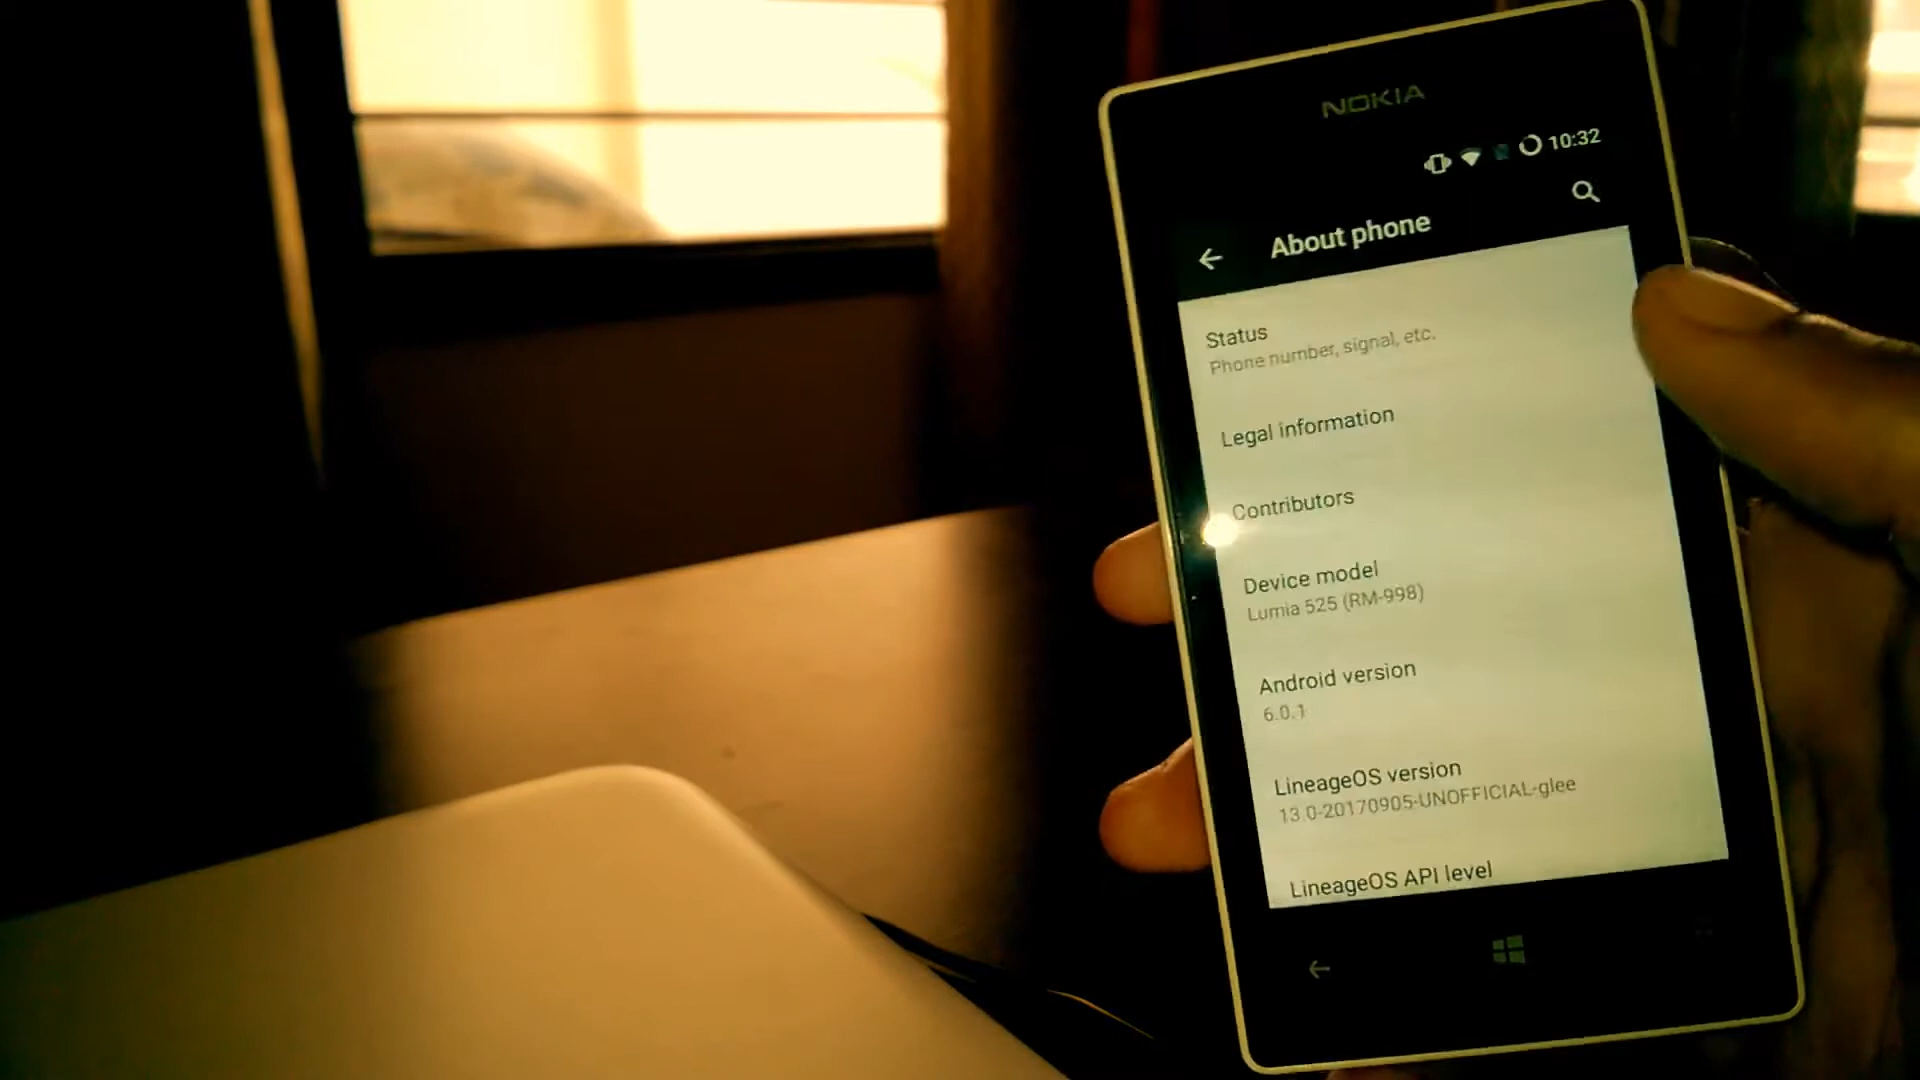 NOKIA
10:32
About phone
Status
Phone number, signal, etc.
Legal information
Contributors
Device model
Lumia 525 (RM-998)
Android version
6.0.1
LineageOS version
13.0-20170905-UNOFFICIAL-glee
LineageOS API level